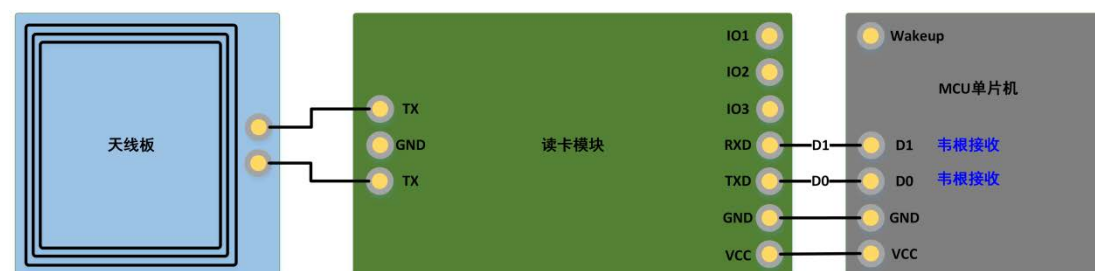 天线板
TX
GND
TX
读卡模块
IO1
IO2
IO3
RXD
TXD
GND
VCC
D1
D0
Wakeup
MCU单片机
D1 韦根接收
D0 韦根接收
GND
VCC